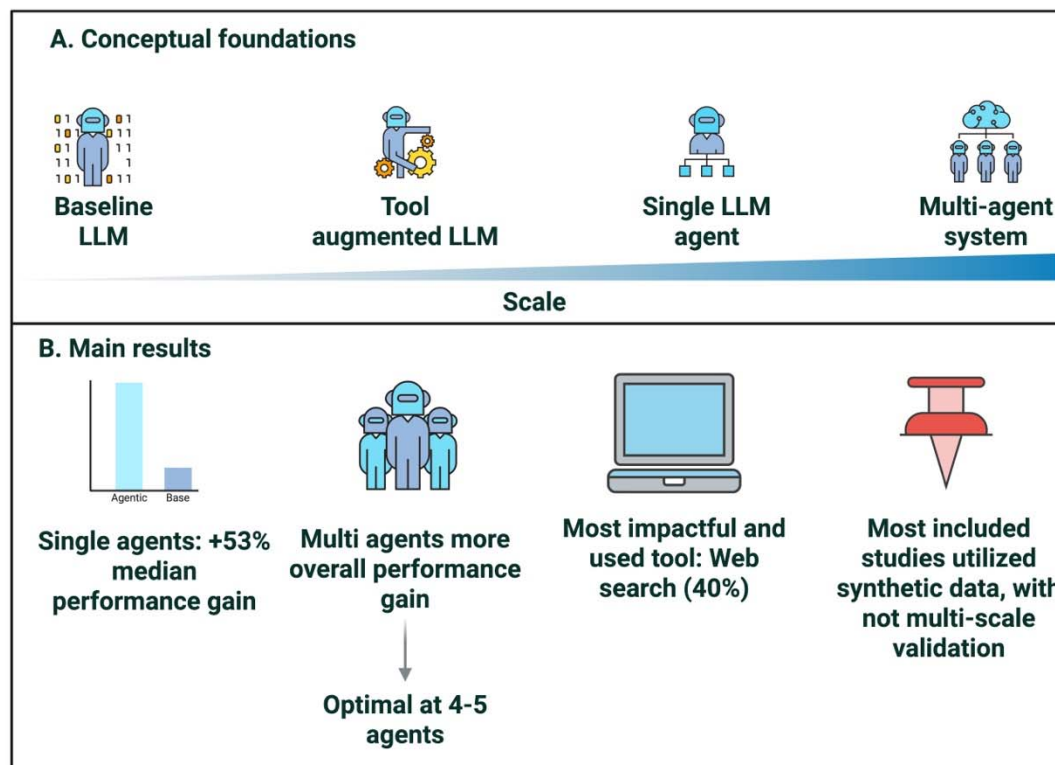 A. Conceptual foundations
Baseline
LLM
Tool
augmented LLM
Single LLM
agent
Multi-agent
system
Scale
B. Main results
Agentic
Base
Single agents: +53%
median
performance gain
Multi agents more
overall performance
gain
Optimal at 4-5
agents
Most impactful and
used tool: Web
search (40%)
Most included
studies utilized
synthetic data, with
not multi-scale
validation